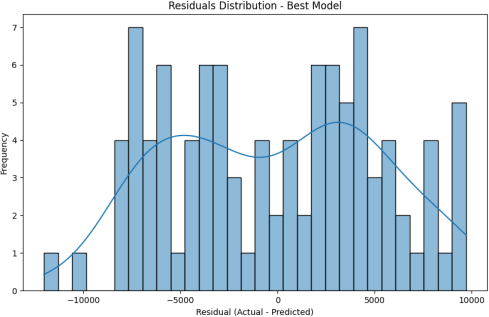 Residuals Distribution - Best Model
Frequency
7
6
5
4
3
2
1
0
−10000 −5000 0 5000 10000
Residual (Actual - Predicted)